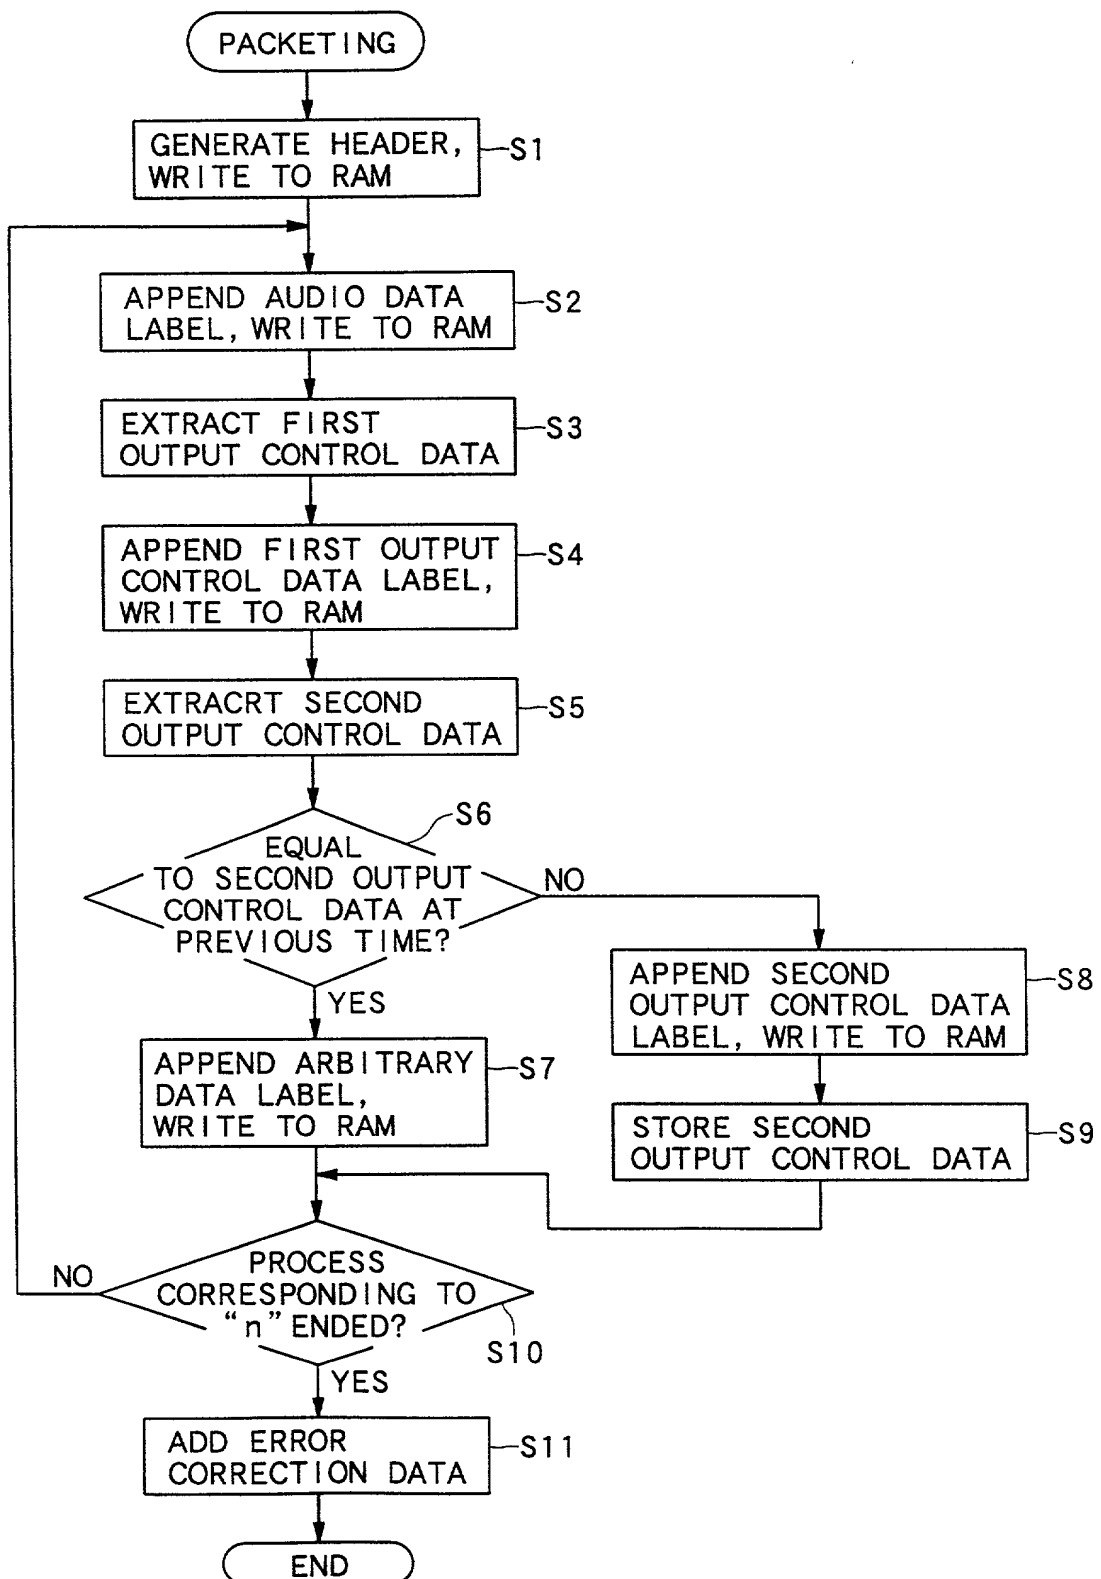 PACKETING
GENERATE HEADER,
WRITE TO RAM
S1
APPEND AUDIO DATA
LABEL, WRITE TO RAM
S2
EXTRACT FIRST
OUTPUT CONTROL DATA
S3
APPEND FIRST OUTPUT
CONTROL DATA LABEL,
WRITE TO RAM
S4
EXTRACRT SECOND
OUTPUT CONTROL DATA
S5
S6
EQUAL
TO SECOND OUTPUT
CONTROL DATA AT
PREVIOUS TIME?
NO
YES
APPEND ARBITRARY
DATA LABEL,
WRITE TO RAM
S7
APPEND SECOND
OUTPUT CONTROL DATA
LABEL, WRITE TO RAM
S8
STORE SECOND
OUTPUT CONTROL DATA
S9
PROCESS
CORRESPONDING TO
“n” ENDED?
S10
NO
YES
ADD ERROR
CORRECTION DATA
S11
END